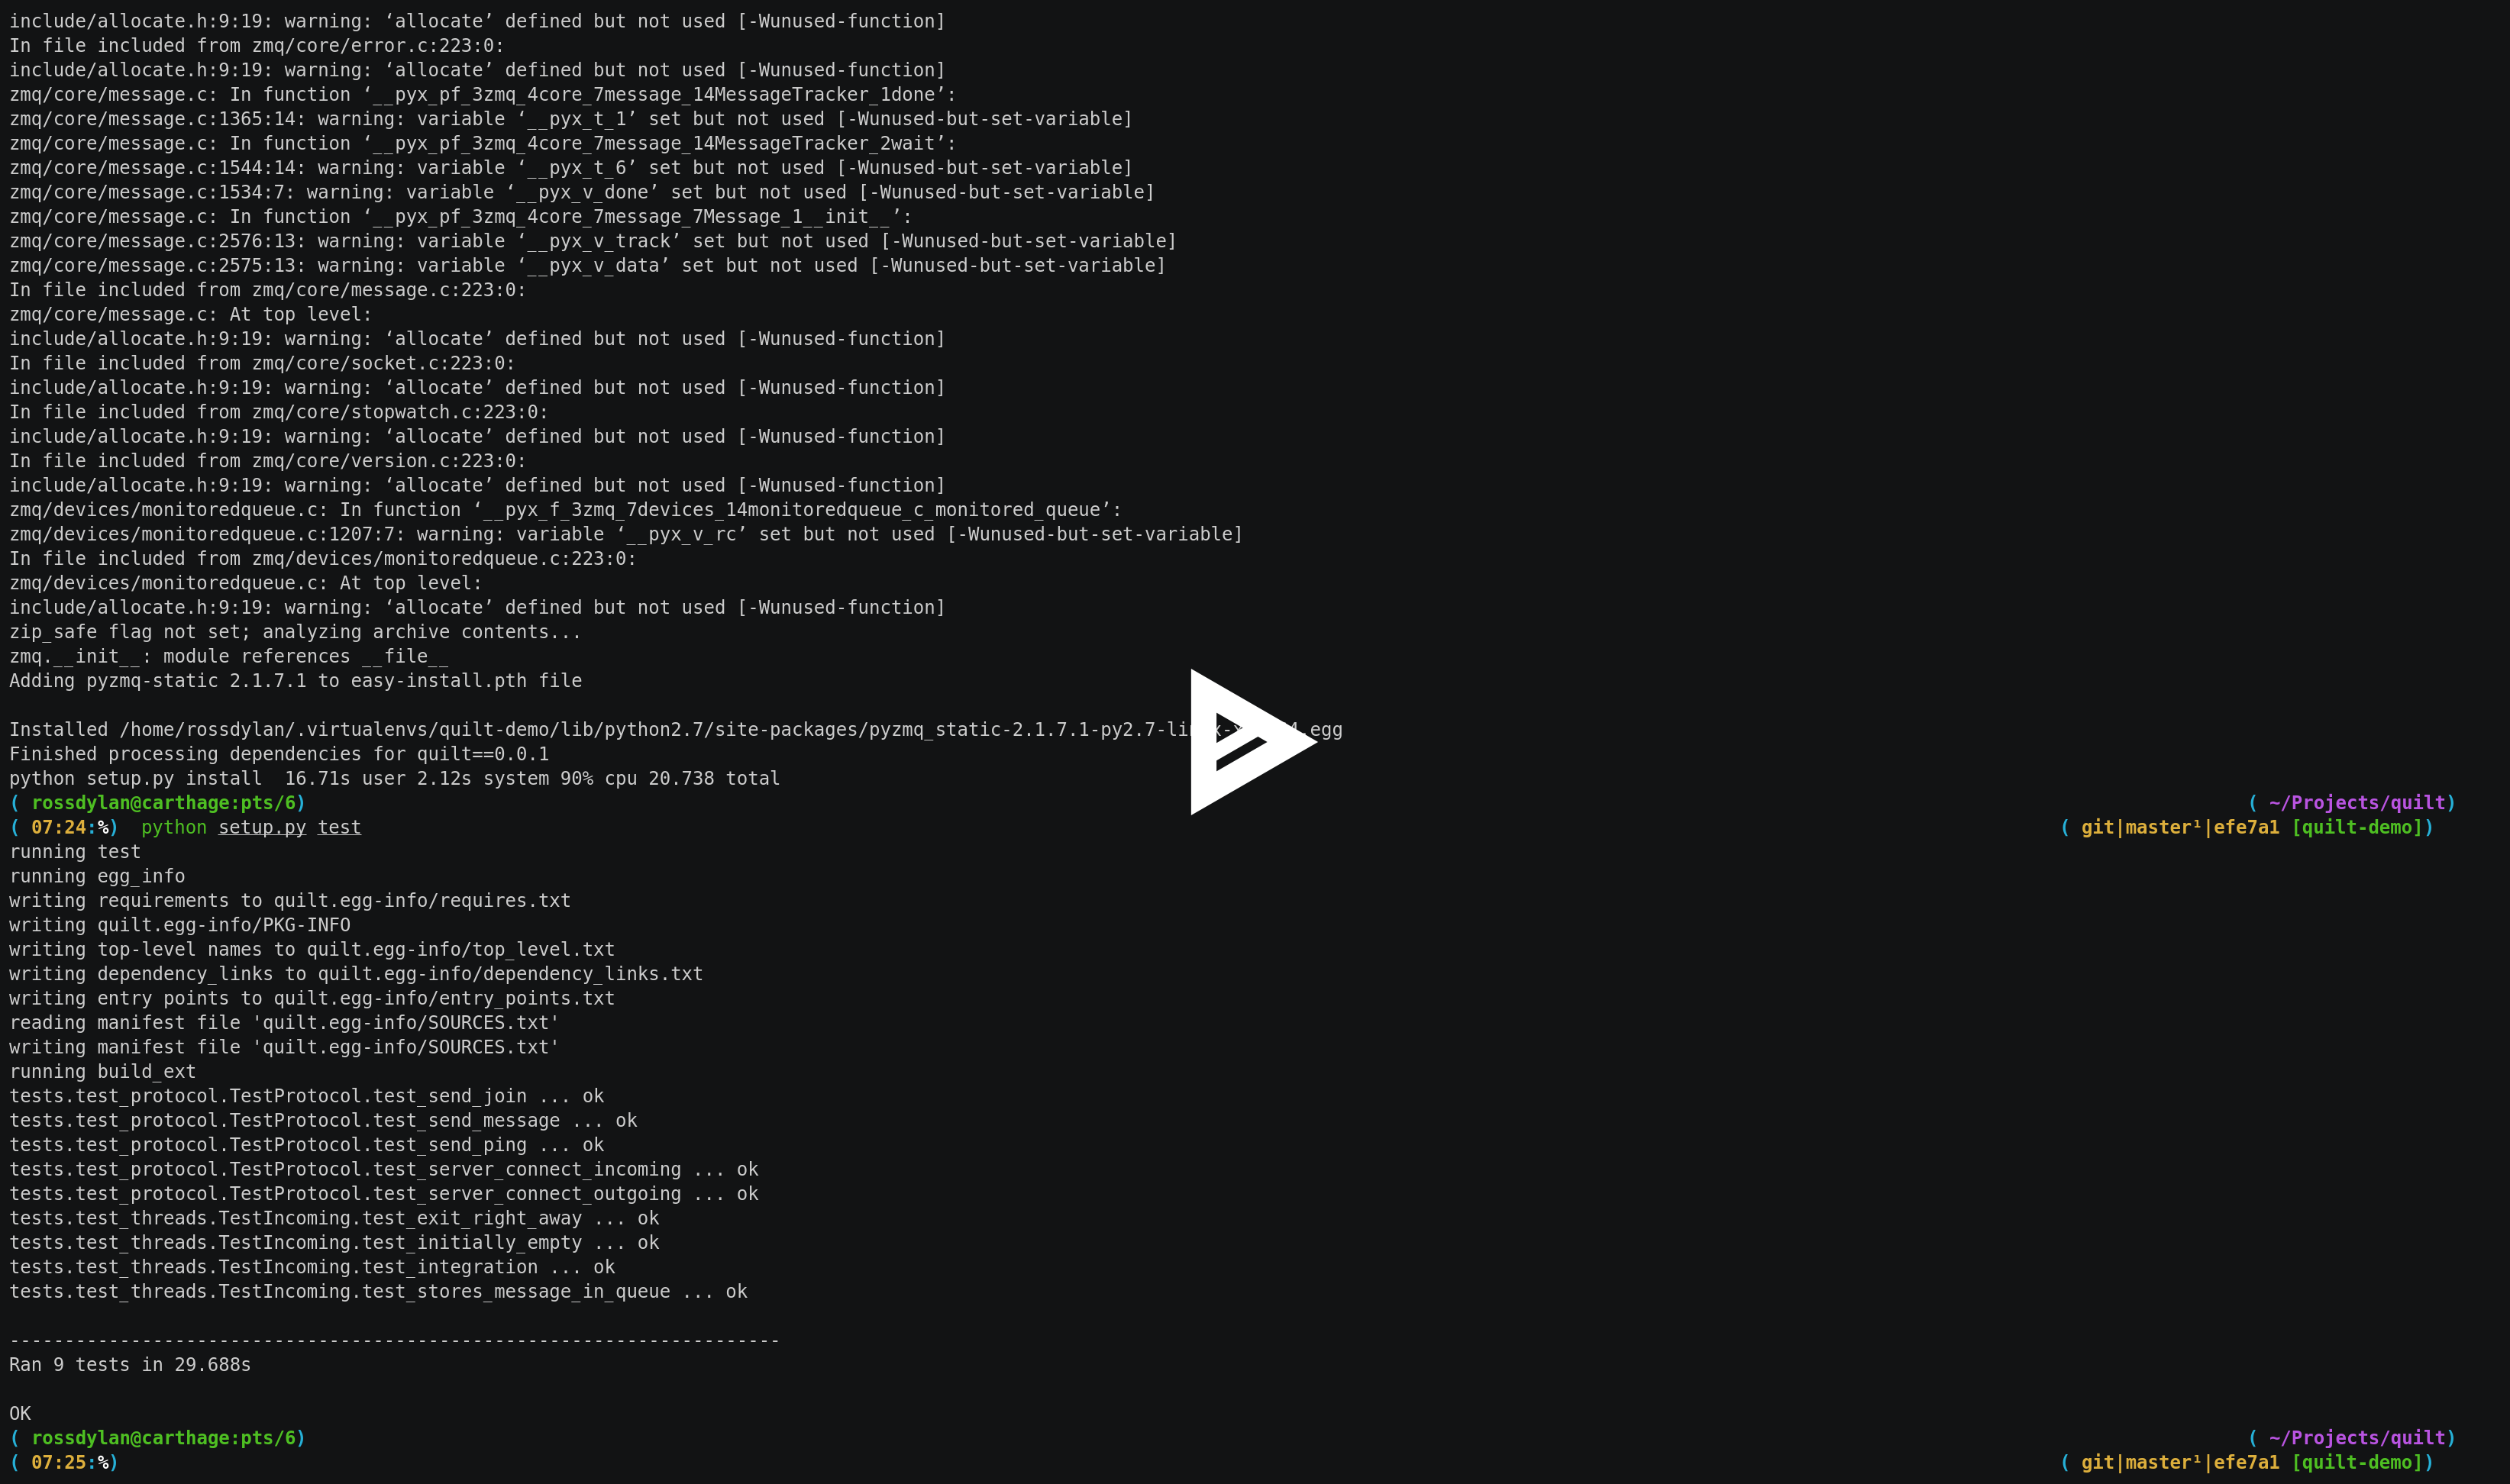 include/allocate.h:9:19: warning: ‘allocate’ defined but not used [-Wunused-function]
In file included from zmq/core/error.c:223:0:
include/allocate.h:9:19: warning: ‘allocate’ defined but not used [-Wunused-function]
zmq/core/message.c: In function ‘__pyx_pf_3zmq_4core_7message_14MessageTracker_1done’:
zmq/core/message.c:1365:14: warning: variable ‘__pyx_t_1’ set but not used [-Wunused-but-set-variable]
zmq/core/message.c: In function ‘__pyx_pf_3zmq_4core_7message_14MessageTracker_2wait’:
zmq/core/message.c:1544:14: warning: variable ‘__pyx_t_6’ set but not used [-Wunused-but-set-variable]
zmq/core/message.c:1534:7: warning: variable ‘__pyx_v_done’ set but not used [-Wunused-but-set-variable]
zmq/core/message.c: In function ‘__pyx_pf_3zmq_4core_7message_7Message_1__init__’:
zmq/core/message.c:2576:13: warning: variable ‘__pyx_v_track’ set but not used [-Wunused-but-set-variable]
zmq/core/message.c:2575:13: warning: variable ‘__pyx_v_data’ set but not used [-Wunused-but-set-variable]
In file included from zmq/core/message.c:223:0:
zmq/core/message.c: At top level:
include/allocate.h:9:19: warning: ‘allocate’ defined but not used [-Wunused-function]
In file included from zmq/core/socket.c:223:0:
include/allocate.h:9:19: warning: ‘allocate’ defined but not used [-Wunused-function]
In file included from zmq/core/stopwatch.c:223:0:
include/allocate.h:9:19: warning: ‘allocate’ defined but not used [-Wunused-function]
In file included from zmq/core/version.c:223:0:
include/allocate.h:9:19: warning: ‘allocate’ defined but not used [-Wunused-function]
zmq/devices/monitoredqueue.c: In function ‘__pyx_f_3zmq_7devices_14monitoredqueue_c_monitored_queue’:
zmq/devices/monitoredqueue.c:1207:7: warning: variable ‘__pyx_v_rc’ set but not used [-Wunused-but-set-variable]
In file included from zmq/devices/monitoredqueue.c:223:0:
zmq/devices/monitoredqueue.c: At top level:
include/allocate.h:9:19: warning: ‘allocate’ defined but not used [-Wunused-function]
zip_safe flag not set; analyzing archive contents...
zmq.__init__: module references __file__
Adding pyzmq-static 2.1.7.1 to easy-install.pth file
Installed
Finished processing dependencies for quilt==0.0.1
python setup.py install  16.71s user 2.12s system 90% cpu 20.738 total
( rossdylan@carthage:pts/6) ( ~/Projects/quilt)
( 07:24:%)  python setup.py test ( git|master¹|efe7a1 [quilt-demo])
running test
running egg_info
writing requirements to quilt.egg-info/requires.txt
writing quilt.egg-info/PKG-INFO
writing top-level names to quilt.egg-info/top_level.txt
writing dependency_links to quilt.egg-info/dependency_links.txt
writing entry points to quilt.egg-info/entry_points.txt
reading manifest file 'quilt.egg-info/SOURCES.txt'
writing manifest file 'quilt.egg-info/SOURCES.txt'
running build_ext
tests.test_protocol.TestProtocol.test_send_join ... ok
tests.test_protocol.TestProtocol.test_send_message ... ok
tests.test_protocol.TestProtocol.test_send_ping ... ok
tests.test_protocol.TestProtocol.test_server_connect_incoming ... ok
tests.test_protocol.TestProtocol.test_server_connect_outgoing ... ok
tests.test_threads.TestIncoming.test_exit_right_away ... ok
tests.test_threads.TestIncoming.test_initially_empty ... ok
tests.test_threads.TestIncoming.test_integration ... ok
tests.test_threads.TestIncoming.test_stores_message_in_queue ... ok
----------------------------------------------------------------------
Ran 9 tests in 29.688s
OK
( rossdylan@carthage:pts/6) ( ~/Projects/quilt)
( 07:25:%) ( git|master¹|efe7a1 [quilt-demo])